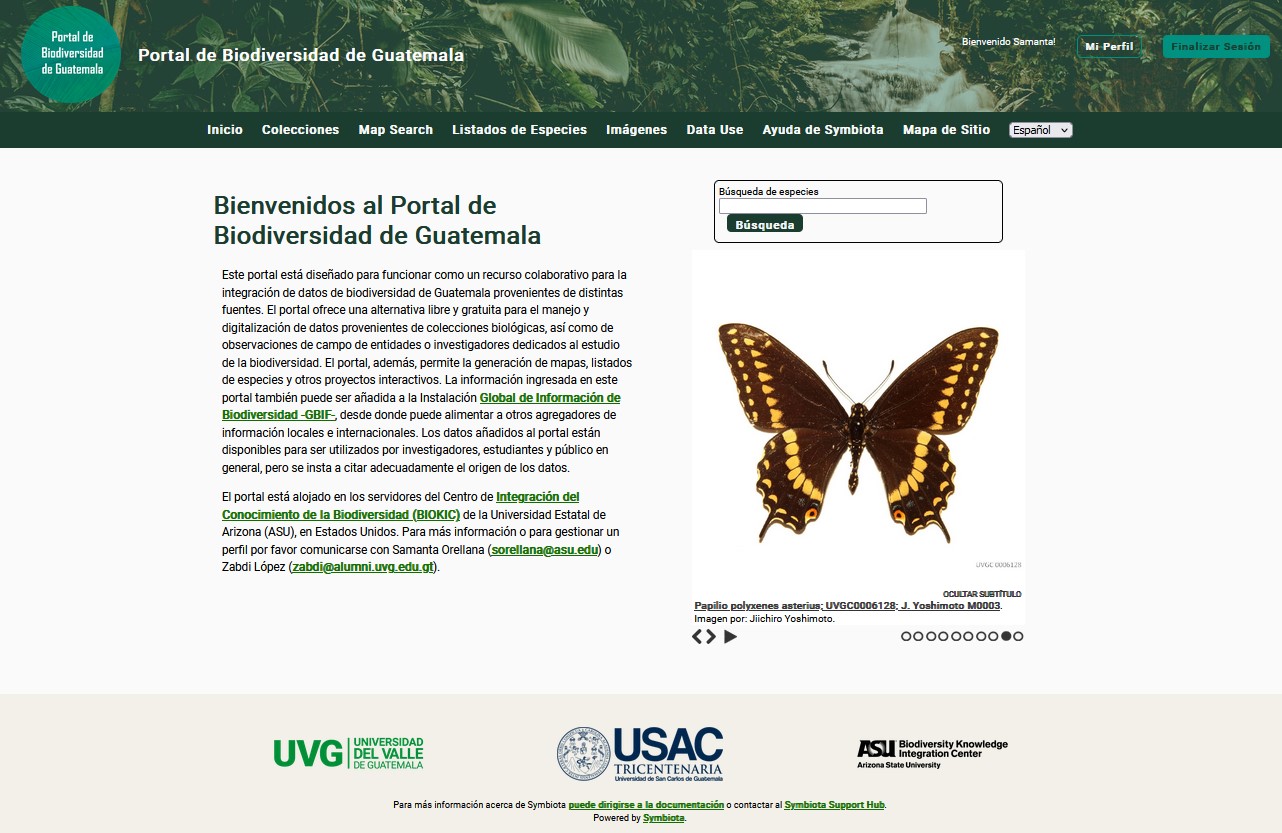 Portal de
Biodiversidad
de Guatemala
Portal de Biodiversidad de Guatemala
Bienvenido Samanta!
Mi Perfil
Finalizar Sesión
Inicio Colecciones Map Search Listados de Especies Imágenes Data Use Ayuda de Symbiota Mapa de Sitio Español
Bienvenidos al Portal de
Biodiversidad de Guatemala
Este portal está diseñado para funcionar como un recurso colaborativo para la
integración de datos de biodiversidad de Guatemala provenientes de distintas
fuentes. El portal ofrece una alternativa libre y gratuita para el manejo y
digitalización de datos provenientes de colecciones biológicas, así como de
observaciones de campo de entidades o investigadores dedicados al estudio
de la biodiversidad. El portal, además, permite la generación de mapas, listados
de especies y otros proyectos interactivos. La información ingresada en este
portal también puede ser añadida a la Instalación Global de Información de
Biodiversidad -GBIF-, desde donde puede alimentar a otros agregadores de
información locales e internacionales. Los datos añadidos al portal están
disponibles para ser utilizados por investigadores, estudiantes y público en
general, pero se insta a citar adecuadamente el origen de los datos.
El portal está alojado en los servidores del Centro de Integración del
Conocimiento de la Biodiversidad (BIOKIC) de la Universidad Estatal de
Arizona (ASU), en Estados Unidos. Para más información o para gestionar un
perfil por favor comunicarse con Samanta Orellana (sorellana@asu.edu) o
Zabdi López (zabdi@alumni.uvg.edu.gt).
Búsqueda de especies
Búsqueda
UVGC 0006128
OCULTAR SUBTÍTULO
Papilio polyxenes asterius; UVGC0006128; J. Yoshimoto M0003.
Imagen por: Jiichiro Yoshimoto.
UVG UNIVERSIDAD
DEL VALLE
DE GUATEMALA
USAC
TRICENTENARIA
Universidad de San Carlos de Guatemala
ASU Biodiversity Knowledge
Integration Center
Arizona State University
Para más información acerca de Symbiota puede dirigirse a la documentación o contactar al Symbiota Support Hub.
Powered by Symbiota.